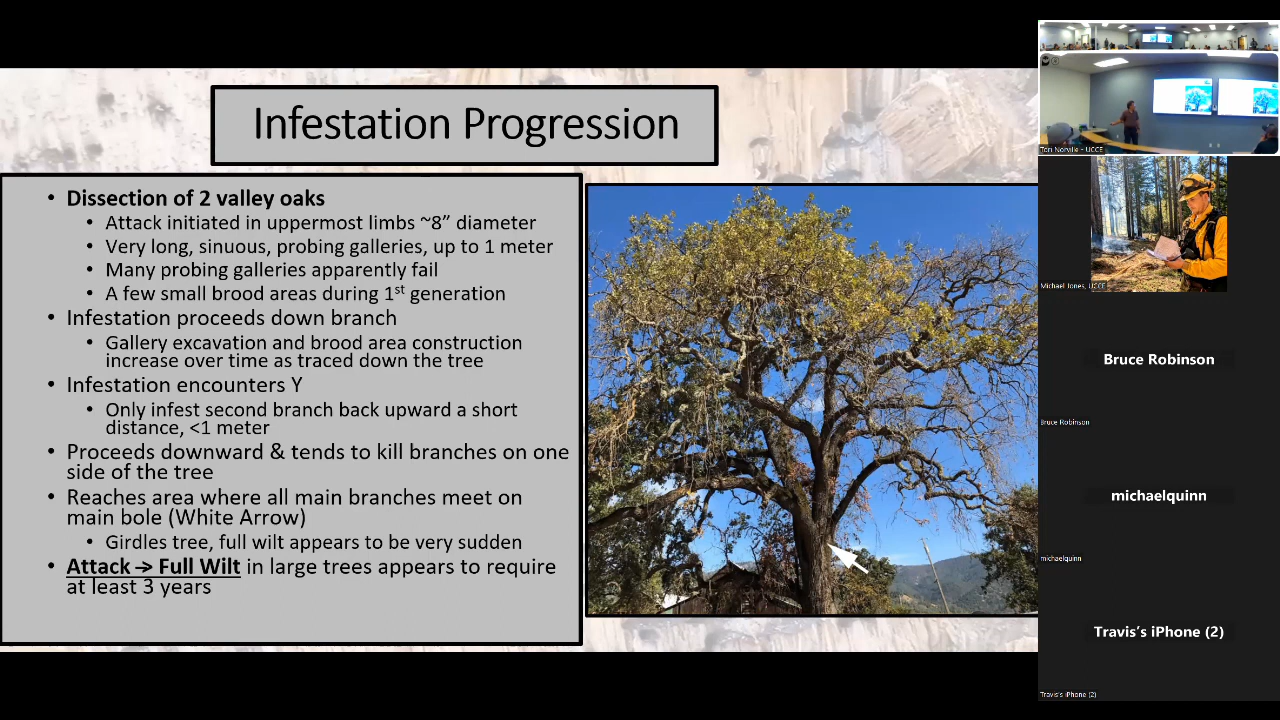 Infestation Progression
• Dissection of 2 valley oaks
• Attack initiated in uppermost limbs ~8” diameter
• Very long, sinuous, probing galleries, up to 1 meter
• Many probing galleries apparently fail
• A few small brood areas during 1st generation
• Infestation proceeds down branch
• Gallery excavation and brood area construction
increase over time as traced down the tree
• Infestation encounters Y
• Only infest second branch back upward a short
distance, <1 meter
• Proceeds downward & tends to kill branches on one
side of the tree
• Reaches area where all main branches meet on
main bole (White Arrow)
• Girdles tree, full wilt appears to be very sudden
• Attack → Full Wilt in large trees appears to require
at least 3 years
Tori Norville - UCCE
Michael Jones, UCCE
Bruce Robinson
Bruce Robinson
michaelquinn
michaelquinn
Travis’s iPhone (2)
Travis's iPhone (2)